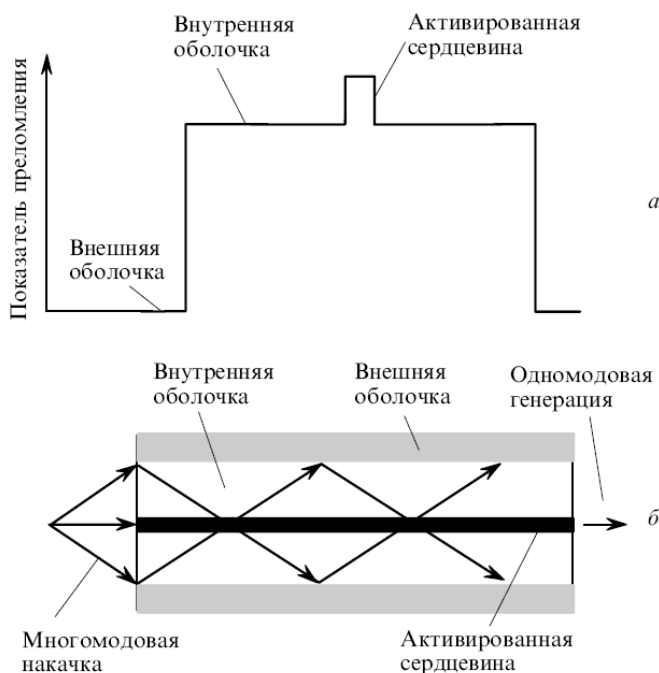 Внутренняя
оболочка
Активированная
сердцевина
Показатель преломления
Внешняя
оболочка
а
Внутренняя
оболочка
Внешняя
оболочка
Одномодовая
генерация
б
Многомодовая
накачка
Активированная
сердцевина